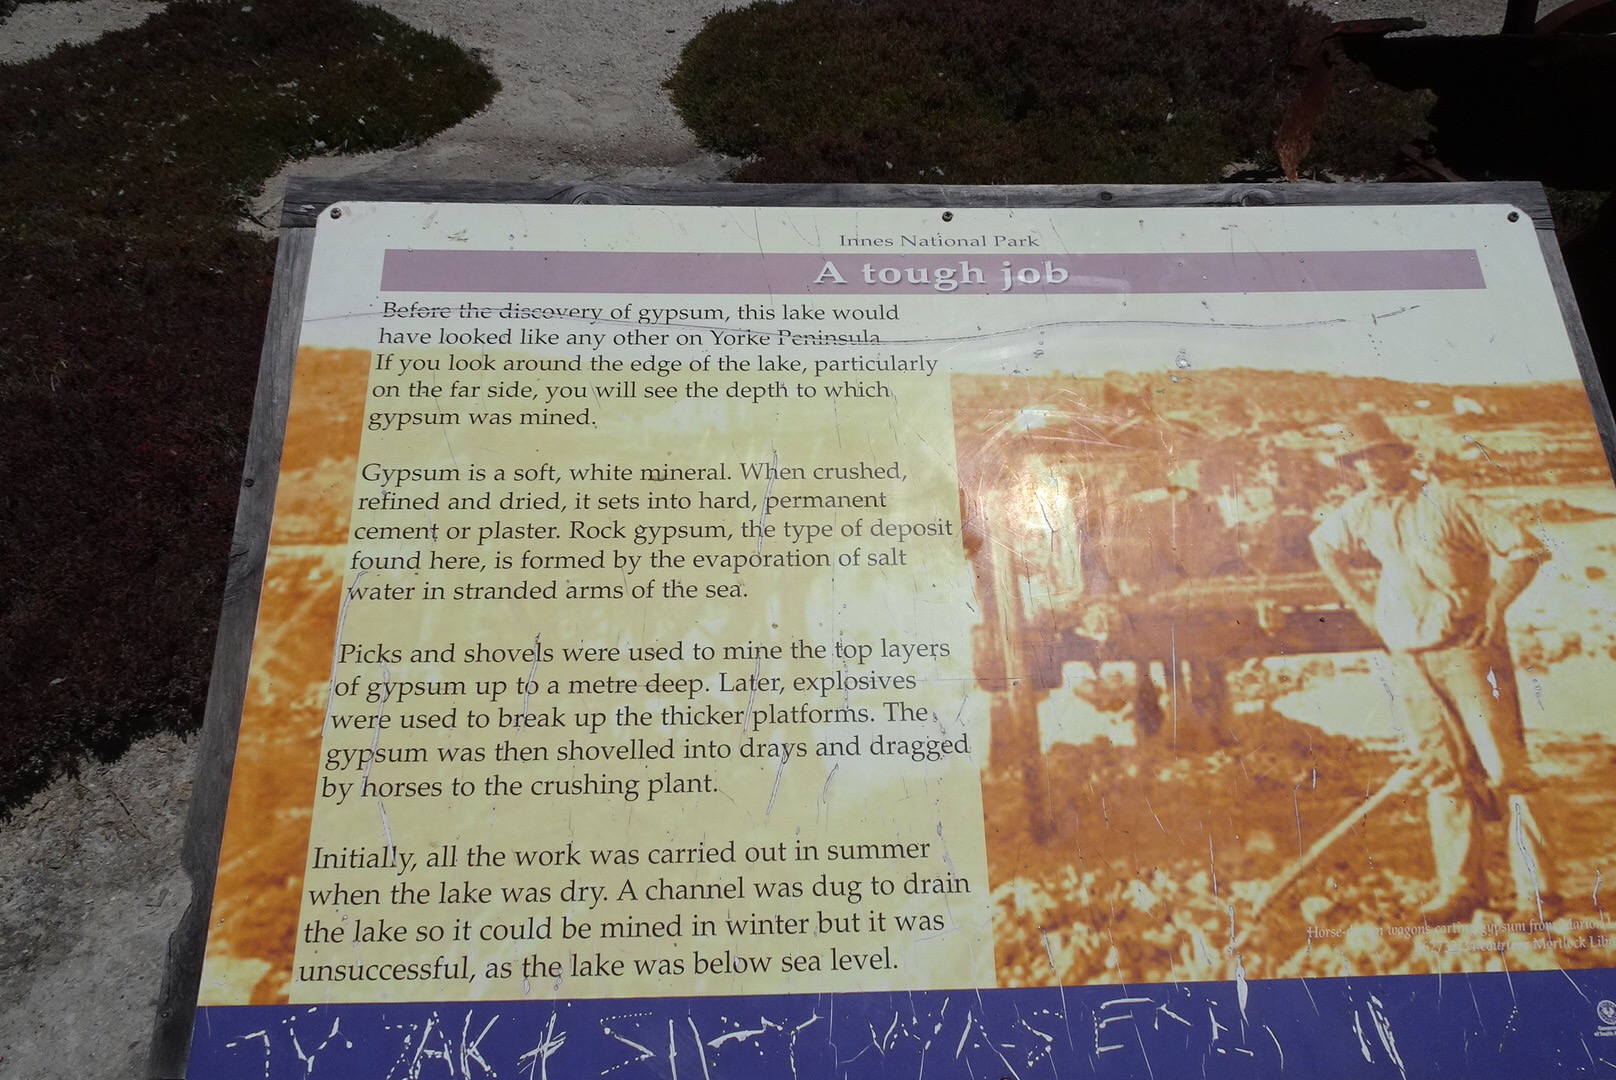 Innes National Park
A tough job
Before the discovery of gypsum, this lake would
have looked like any other on Yorke Peninsula.
If you look around the edge of the lake, particularly
on the far side, you will see the depth to which
gypsum was mined.
Gypsum is a soft, white mineral. When crushed,
refined and dried, it sets into hard, permanent
cement or plaster. Rock gypsum, the type of deposit
found here, is formed by the evaporation of salt
water in stranded arms of the sea.
Picks and shovels were used to mine the top layers
of gypsum up to a metre deep. Later, explosives
were used to break up the thicker platforms. The
gypsum was then shovelled into drays and dragged
by horses to the crushing plant.
Initially, all the work was carried out in summer
when the lake was dry. A channel was dug to drain
the lake so it could be mined in winter but it was
unsuccessful, as the lake was below sea level.
wagons carting gypsum from
Mortlock